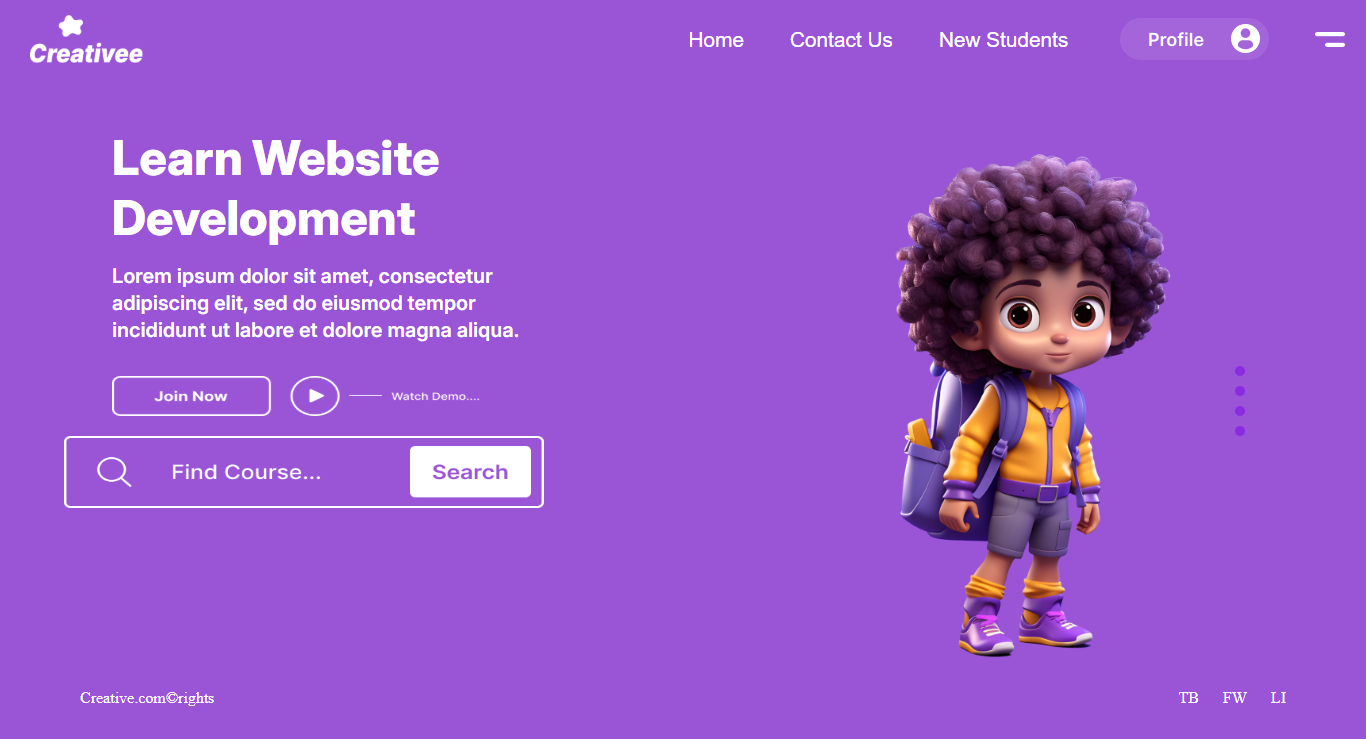 Creativee
Home
Contact Us
New Students
Profile
Learn Website
Development
Lorem ipsum dolor sit amet, consectetur
adipiscing elit, sed do eiusmod tempor
incididunt ut labore et dolore magna aliqua.
Join Now
Watch Demo....
Find Course...
Search
Creative.com©rights
TB
FW
LI